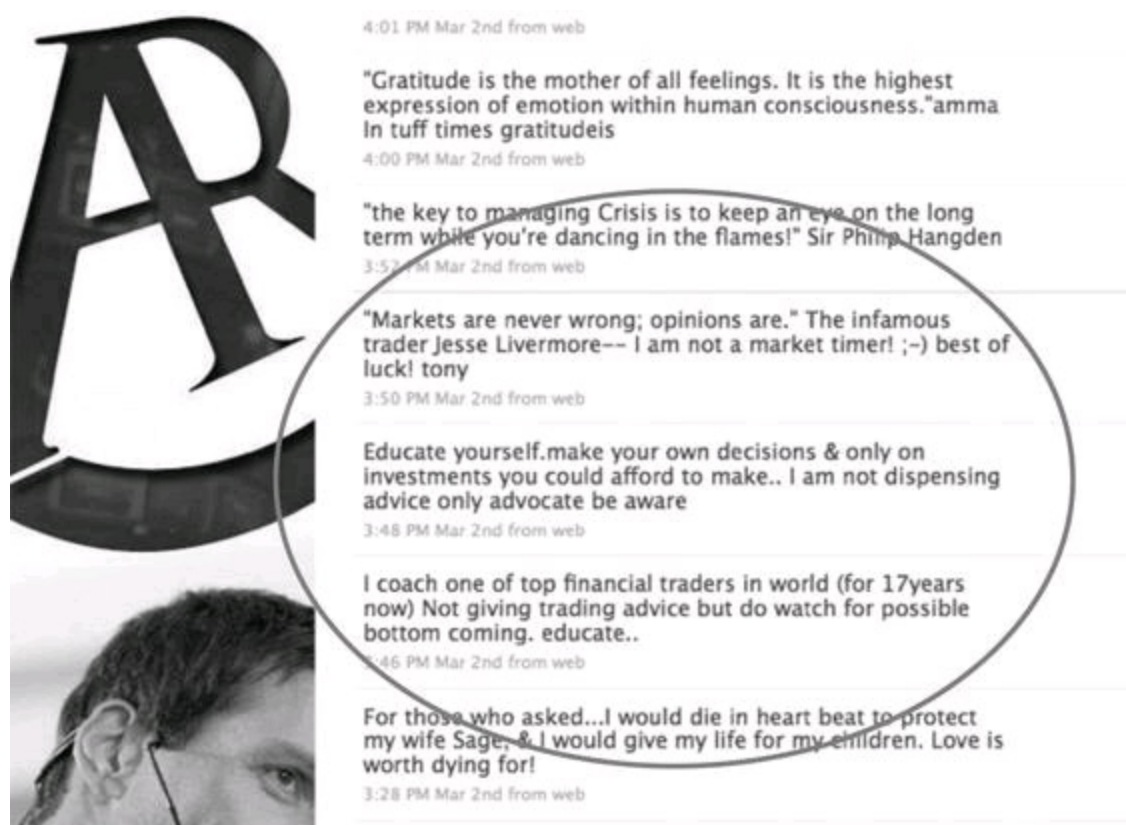 4:01 PM Mar 2nd from web
"Gratitude is the mother of all feelings. It is the highest
expression of emotion within human consciousness."amma
In tuff times gratitudeis
4:00 PM Mar 2nd from web
"the key to managing Crisis is to keep an eye on the long
term while you're dancing in the flames!" Sir Philip Hangden
3:52 PM Mar 2nd from web
"Markets are never wrong; opinions are." The infamous
trader Jesse Livermore-- I am not a market timer! ;-) best of
luck! tony
3:50 PM Mar 2nd from web
Educate yourself.make your own decisions & only on
investments you could afford to make.. I am not dispensing
advice only advocate be aware
3:48 PM Mar 2nd from web
I coach one of top financial traders in world (for 17years
now) Not giving trading advice but do watch for possible
bottom coming. educate..
3:46 PM Mar 2nd from web
For those who asked...I would die in heart beat to protect
my wife Sage, & I would give my life for my children. Love is
worth dying for!
3:28 PM Mar 2nd from web